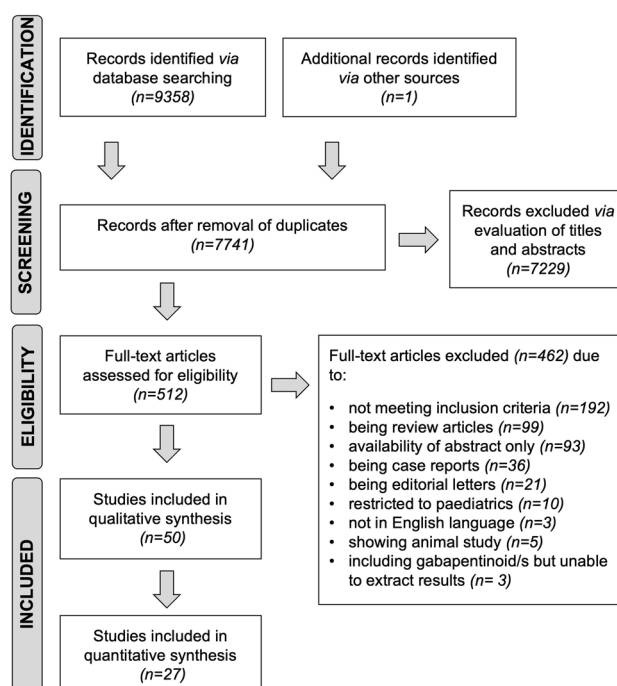 IDENTIFICATION
Records identified via
database searching
(n=9358)
Additional records identified
via other sources
(n=1)
SCREENING
Records after removal of duplicates
(n=7741)
Records excluded via
evaluation of titles
and abstracts
(n=7229)
ELIGIBILITY
Full-text articles
assessed for eligibility
(n=512)
Full-text articles excluded (n=462) due
to:
• not meeting inclusion criteria (n=192)
• being review articles (n=99)
• availability of abstract only (n=93)
• being case reports (n=36)
• being editorial letters (n=21)
• restricted to paediatrics (n=10)
• not in English language (n=3)
• showing animal study (n=5)
• including gabapentinoid/s but unable
to extract results (n= 3)
INCLUDED
Studies included in
qualitative synthesis
(n=50)
Studies included in
quantitative synthesis
(n=27)